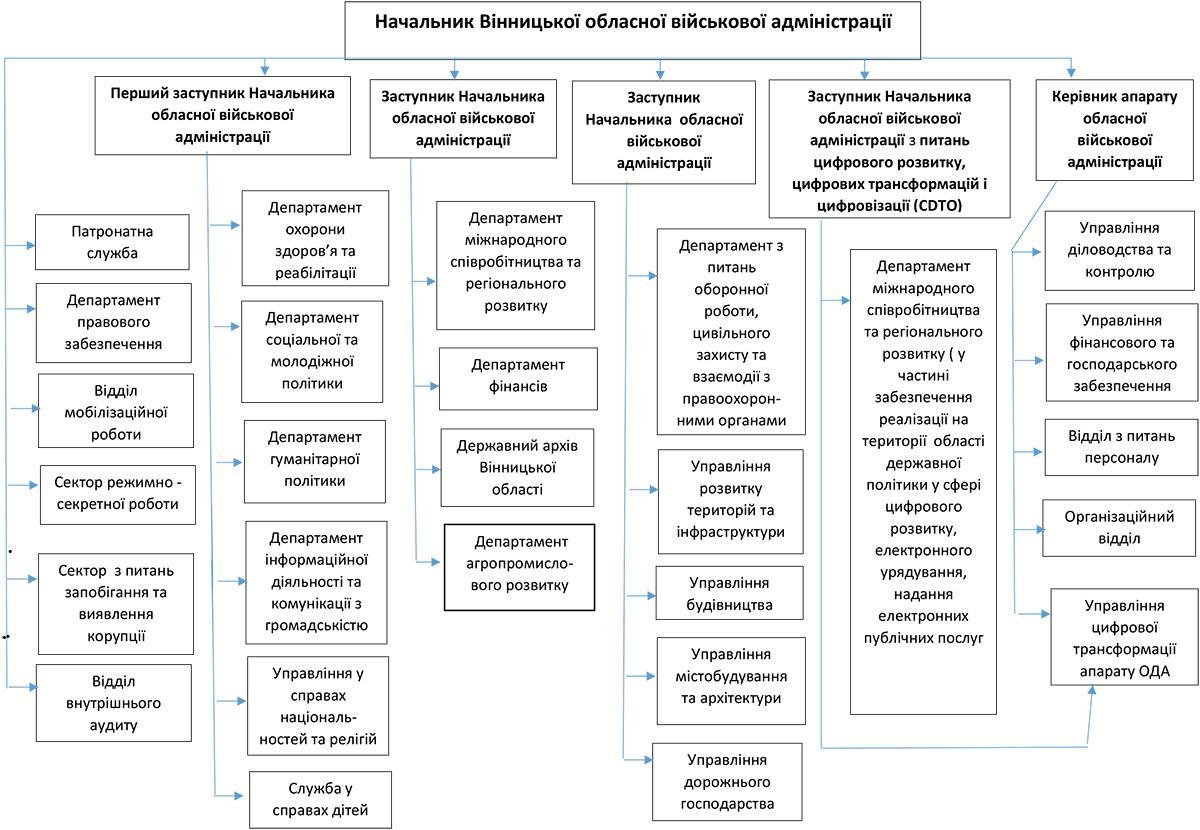 Начальник Вінницької обласної військової адміністрації
Перший заступник Начальника
обласної військової
адміністрації
Заступник Начальника
обласної військової
адміністрації
Заступник
Начальника обласної
військової
адміністрації
Заступник Начальника
обласної військової
адміністрації з питань
цифрового розвитку,
цифрових трансформацій і
цифровізації (CDTO)
Керівник апарату
обласної
військової
адміністрації
Патронатна
служба
Департамент
правового
забезпечення
Відділ
мобілізаційної
роботи
Сектор режимно -
секретної роботи
Сектор з питань
запобігання та
виявлення
корупції
Відділ
внутрішнього
аудиту
Департамент
охорони
здоров’я та
реабілітації
Департамент
соціальної та
молодіжної
політики
Департамент
гуманітарної
політики
Департамент
інформаційної
діяльності та
комунікації з
громадськістю
Управління у
справах
національ-
ностей та релігій
Служба у
справах дітей
Департамент
міжнародного
співробітництва та
регіонального
розвитку
Департамент
фінансів
Державний архів
Вінницької
області
Департамент
агропромисло-
вого розвитку
Департамент з
питань
оборонної
роботи,
цивільного
захисту та
взаємодії з
правоохорон-
ними органами
Управління
розвитку
територій та
інфраструктури
Управління
будівництва
Управління
містобудування
та архітектури
Управління
дорожнього
господарства
Департамент
міжнародного
співробітництва
та регіонального
розвитку ( у
частині
забезпечення
реалізації на
території області
державної
політики у сфері
цифрового
розвитку,
електронного
урядування,
надання
електронних
публічних послуг
Управління
діловодства та
контролю
Управління
фінансового та
господарського
забезпечення
Відділ з питань
персоналу
Організаційний
відділ
Управління
цифрової
трансформації
апарату ОДА